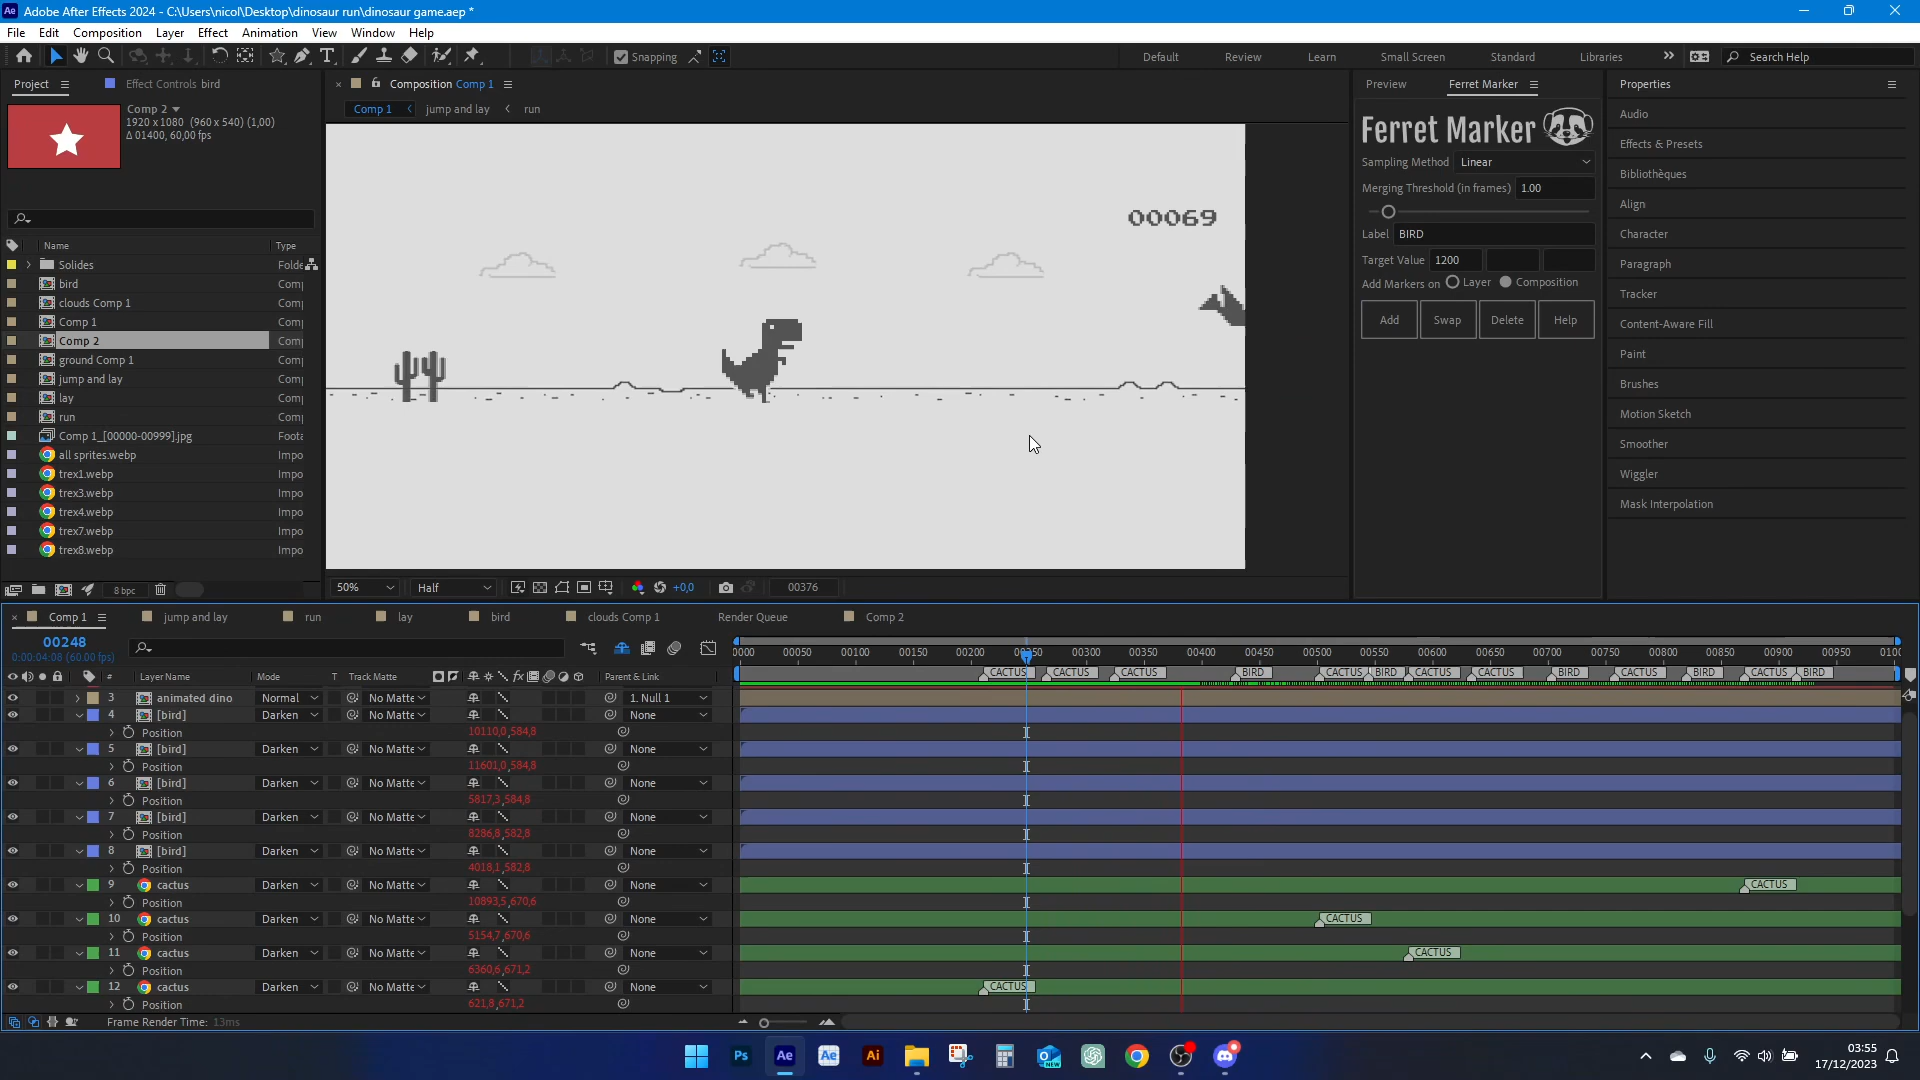 Adobe After Effects 2024 - C:\Users\nicol\Desktop\dinosaur run\dinosaur game.aep *
File Edit Composition Layer Effect Animation View Window Help
Snapping
Default Review Learn Small Screen Standard Libraries Search Help
Project Effect Controls bird
Comp 2
1920 x 1080 (960 x 540) (1,00)
Δ 01400, 60,00 fps
Name Type
Solides Folde
bird Comp
clouds Comp 1 Comp
Comp 1 Comp
Comp 2 Comp
ground Comp 1 Comp
jump and lay Comp
lay Comp
run Comp
Comp 1_[00000-00999].jpg Foota
all sprites.webp Impo
trex1.webp Impo
trex3.webp Impo
trex4.webp Impo
trex7.webp Impo
trex8.webp Impo
8 bpc
Composition Comp 1
Comp 1 jump and lay run
00069
50% Half +0,0 00376
Preview Ferret Marker
Ferret Marker
Sampling Method Linear
Merging Threshold (in frames) 1.00
Label BIRD
Target Value 1200
Add Markers on Layer Composition
Add Swap Delete Help
Properties
Audio
Effects & Presets
Bibliothèques
Align
Character
Paragraph
Tracker
Content-Aware Fill
Paint
Brushes
Motion Sketch
Smoother
Wiggler
Mask Interpolation
Comp 1 jump and lay run lay bird clouds Comp 1 Render Queue Comp 2
00248
0:00:04:08 (60.00 fps)
0000 00050 00100 00150 00200 00250 00300 00350 00400 00450 00500 00550 00600 00650 00700 00750 00800 00850 00900 00950 0100
CACTUS CACTUS CACTUS BIRD CACTUS BIRD CACTUS CACTUS BIRD CACTUS BIRD CACTUS BIRD
# Layer Name Mode T Track Matte fx Parent & Link
3 animated dino Normal No Matte 1. Null 1
4 [bird] Darken No Matte None
Position 10110,0,584,8
5 [bird] Darken No Matte None
Position 11601,0,584,8
6 [bird] Darken No Matte None
Position 5817,3,584,8
7 [bird] Darken No Matte None
Position 8286,8,582,8
8 [bird] Darken No Matte None
Position 4018,1,582,8
9 cactus Darken No Matte None CACTUS
Position 10893,5,670,6
10 cactus Darken No Matte None CACTUS
Position 5154,7,670,6
11 cactus Darken No Matte None CACTUS
Position 6360,6,671,2
12 cactus Darken No Matte None CACTUS
Position 621,8,671,2
Frame Render Time: 13ms
Ps Ae Ae Ai NEW
03:55
17/12/2023